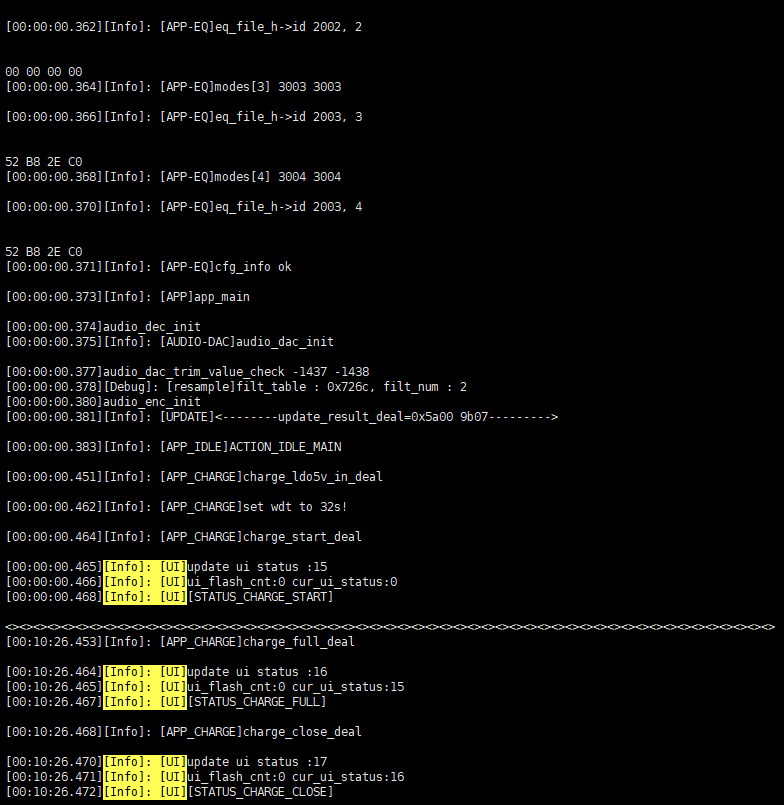 [00:00:00.362][Info]: [APP-EQ]eq_file_h->id 2002, 2
00 00 00 00
[00:00:00.364][Info]: [APP-EQ]modes[3] 3003 3003
[00:00:00.366][Info]: [APP-EQ]eq_file_h->id 2003, 3
52 B8 2E C0
[00:00:00.368][Info]: [APP-EQ]modes[4] 3004 3004
[00:00:00.370][Info]: [APP-EQ]eq_file_h->id 2003, 4
52 B8 2E C0
[00:00:00.371][Info]: [APP-EQ]cfg_info ok
[00:00:00.373][Info]: [APP]app_main
[00:00:00.374]audio_dec_init
[00:00:00.375][Info]: [AUDIO-DAC]audio_dac_init
[00:00:00.377]audio_dac_trim_value_check -1437 -1438
[00:00:00.378][Debug]: [resample]filt_table : 0x726c, filt_num : 2
[00:00:00.380]audio_enc_init
[00:00:00.381][Info]: [UPDATE]<--------update_result_deal=0x5a00 9b07--------->
[00:00:00.383][Info]: [APP_IDLE]ACTION_IDLE_MAIN
[00:00:00.451][Info]: [APP_CHARGE]charge_ldo5v_in_deal
[00:00:00.462][Info]: [APP_CHARGE]set wdt to 32s!
[00:00:00.464][Info]: [APP_CHARGE]charge_start_deal
[00:00:00.465][Info]: [UI]update ui status :15
[00:00:00.466][Info]: [UI]ui_flash_cnt:0 cur_ui_status:0
[00:00:00.468][Info]: [UI][STATUS_CHARGE_START]
<><><><><><><><><><><><><><><><><><><><><><><><><><><><><><><><><><><><><><><><><><><><><><><><><><><><><><><>
[00:10:26.453][Info]: [APP_CHARGE]charge_full_deal
[00:10:26.464][Info]: [UI]update ui status :16
[00:10:26.465][Info]: [UI]ui_flash_cnt:0 cur_ui_status:15
[00:10:26.467][Info]: [UI][STATUS_CHARGE_FULL]
[00:10:26.468][Info]: [APP_CHARGE]charge_close_deal
[00:10:26.470][Info]: [UI]update ui status :17
[00:10:26.471][Info]: [UI]ui_flash_cnt:0 cur_ui_status:16
[00:10:26.472][Info]: [UI][STATUS_CHARGE_CLOSE]